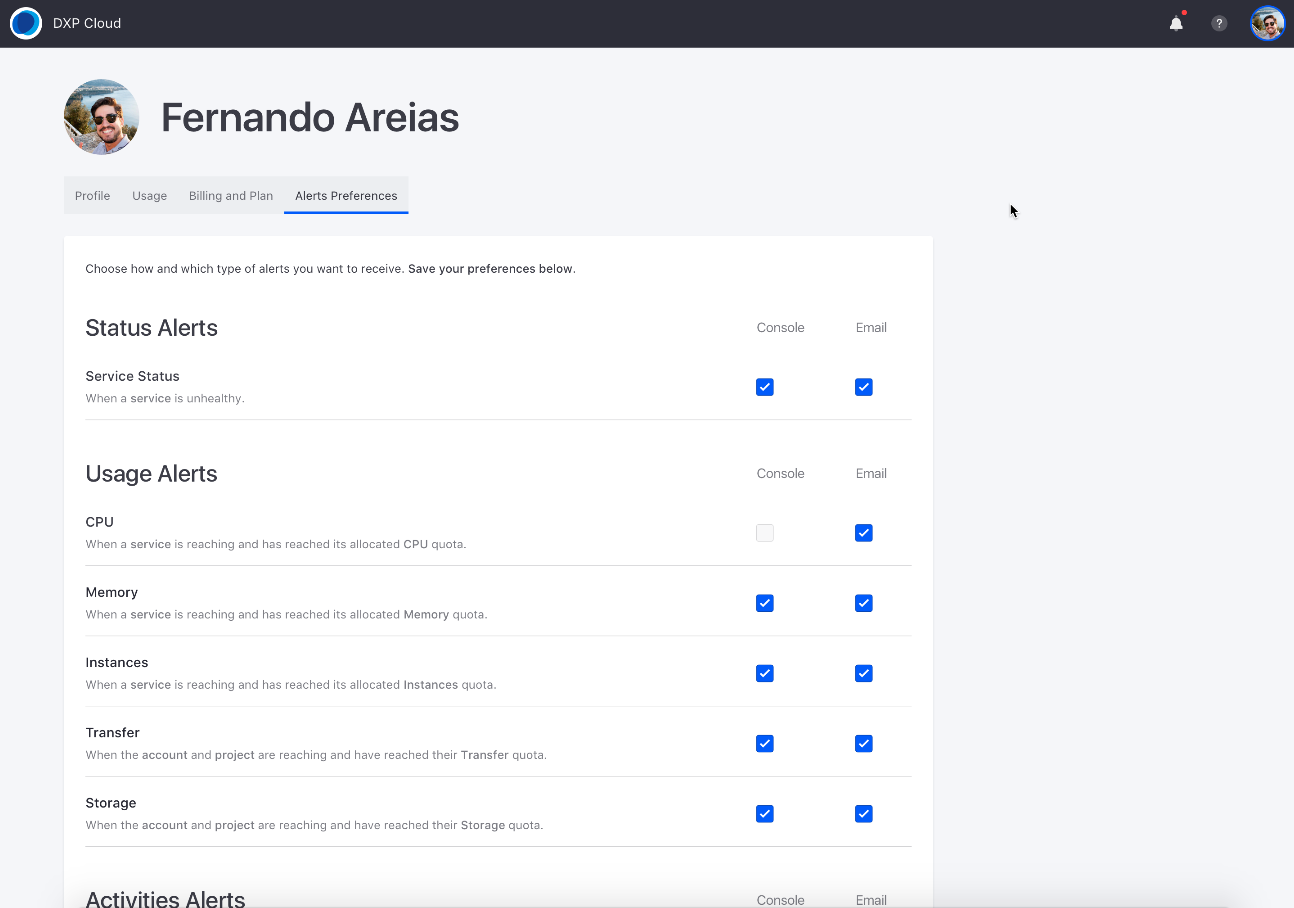 DXP Cloud
?
Fernando Areias
Profile Usage Billing and Plan Alerts Preferences
Choose how and which type of alerts you want to receive. Save your preferences below.
Status Alerts Console Email
Service Status
When a service is unhealthy.
Usage Alerts Console Email
CPU
When a service is reaching and has reached its allocated CPU quota.
Memory
When a service is reaching and has reached its allocated Memory quota.
Instances
When a service is reaching and has reached its allocated Instances quota.
Transfer
When the account and project are reaching and have reached their Transfer quota.
Storage
When the account and project are reaching and have reached their Storage quota.
Activities Alerts Console Email